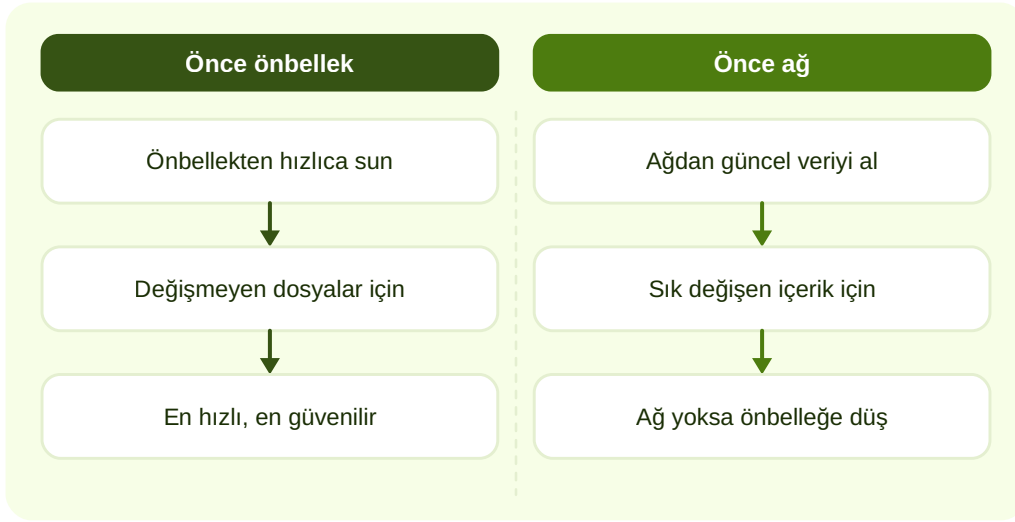 Önce önbellek
Önbellekten hızlıca sun
Değişmeyen dosyalar için
En hızlı, en güvenilir
Önce ağ
Ağdan güncel veriyi al
Sık değişen içerik için
Ağ yoksa önbelleğe düş